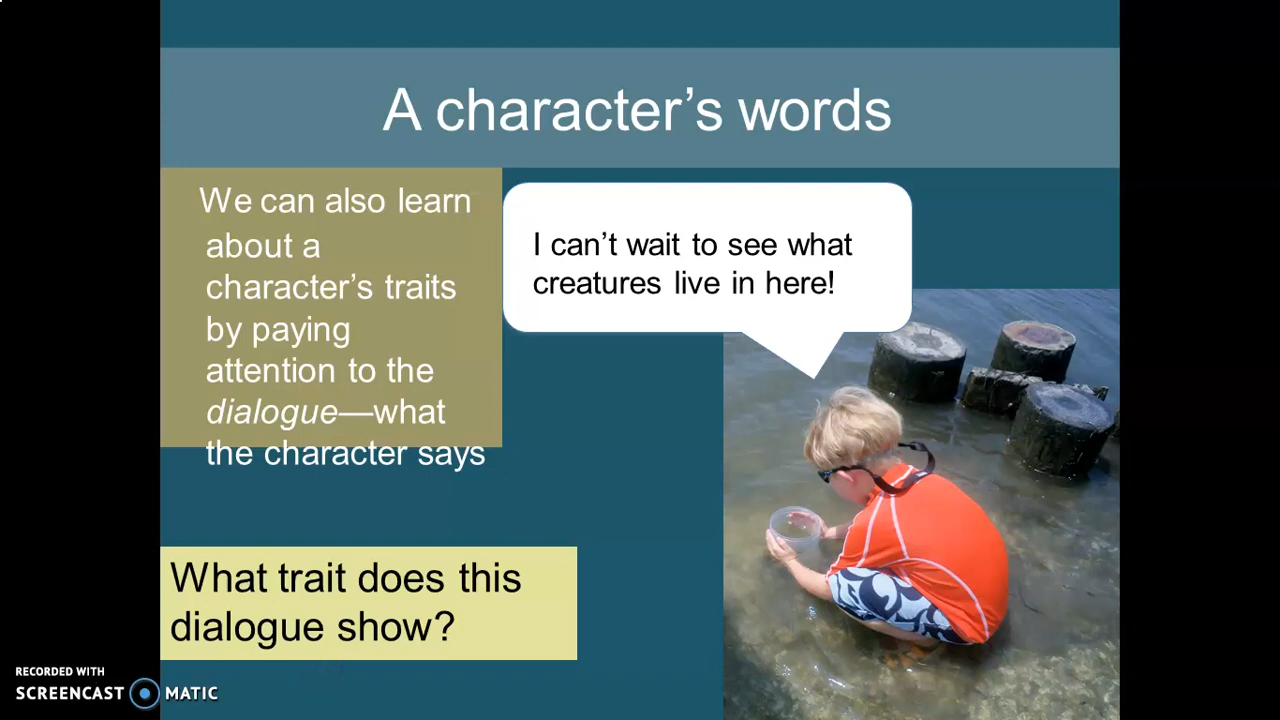 A character’s words
We can also learn
about a
character’s traits
by paying
attention to the
dialogue—what
the character says
I can’t wait to see what
creatures live in here!
What trait does this
dialogue show?
RECORDED WITH
SCREENCAST MATIC